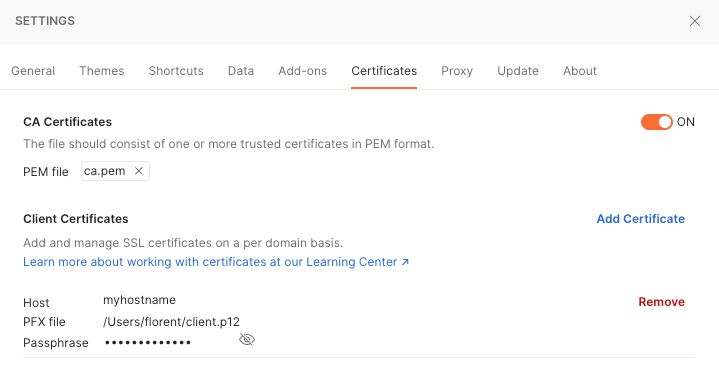 SETTINGS
General Themes Shortcuts Data Add-ons Certificates Proxy Update About
CA Certificates ON
The file should consist of one or more trusted certificates in PEM format.
PEM file ca.pem
Client Certificates Add Certificate
Add and manage SSL certificates on a per domain basis.
Learn more about working with certificates at our Learning Center ↗
Host myhostname Remove
PFX file /Users/florent/client.p12
Passphrase •••••••••••••